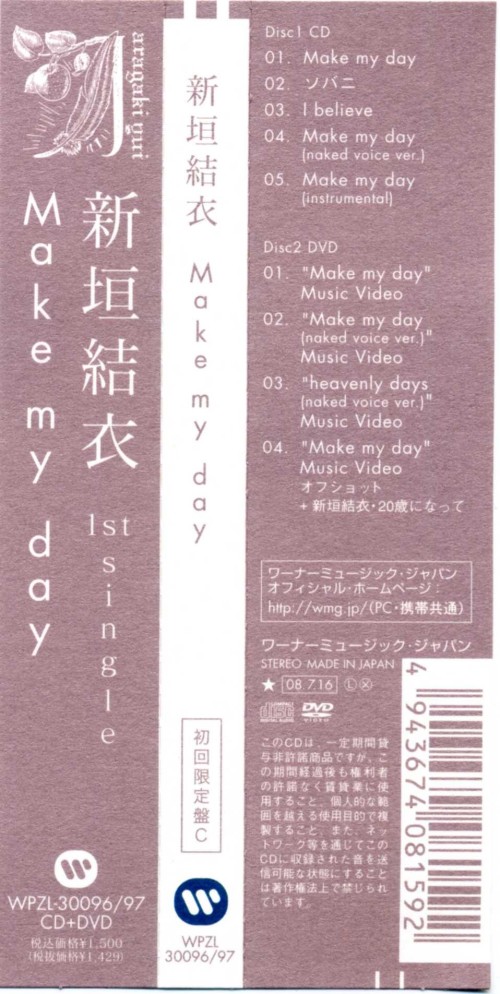 aragaki yui
新垣結衣
1st single
Make my day
WPZL-30096/97
CD+DVD
税込価格¥1,500
(税抜価格¥1,429)
新垣結衣 Make my day
初回限定盤C
WPZL
30096/97
Disc1 CD
01. Make my day
02. ソバニ
03. I believe
04. Make my day
(naked voice ver.)
05. Make my day
(instrumental)
Disc2 DVD
01. "Make my day"
Music Video
02. "Make my day
(naked voice ver.)"
Music Video
03. "heavenly days
(naked voice ver.)"
Music Video
04. "Make my day"
Music Video
オフショット
+ 新垣結衣・20歳になって
ワーナーミュージック・ジャパン
オフィシャル・ホームページ:
http://wmg.jp/(PC・携帯共通)
ワーナーミュージック・ジャパン
STEREO MADE IN JAPAN
★ 08.7.16 Ⓛ Ⓧ
DVD
VIDEO
このCDは、一定期間貸
与非許諾商品ですが、こ
の期間経過後も権利者
の許諾なく賃貸業に使
用すること、個人的な範
囲を越える使用目的で複
製すること、また、ネッ
トワーク等を通じてこの
CDに収録された音を送
信可能な状態にすること
は著作権法上で禁じられ
ています。
4 943674 081592